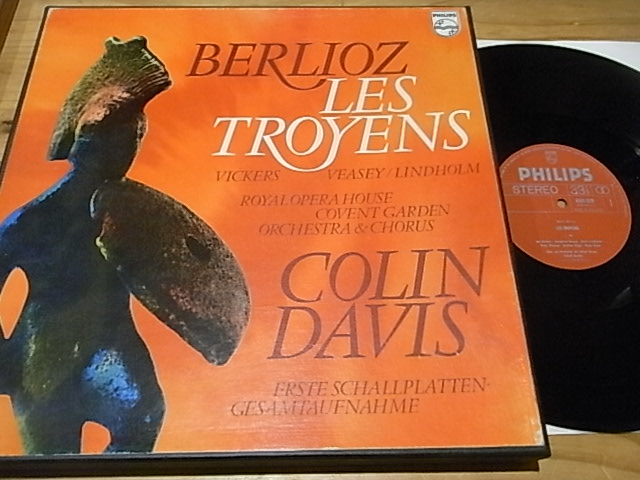 BERLIOZ
LES
TROYENS
VICKERS VEASEY/LINDHOLM
ROYAL OPERA HOUSE
COVENT GARDEN
ORCHESTRA & CHORUS
COLIN
DAVIS
ERSTE SCHALLPLATTEN-
GESAMTAUFNAHME
PHILIPS
PHILIPS
STEREO 33